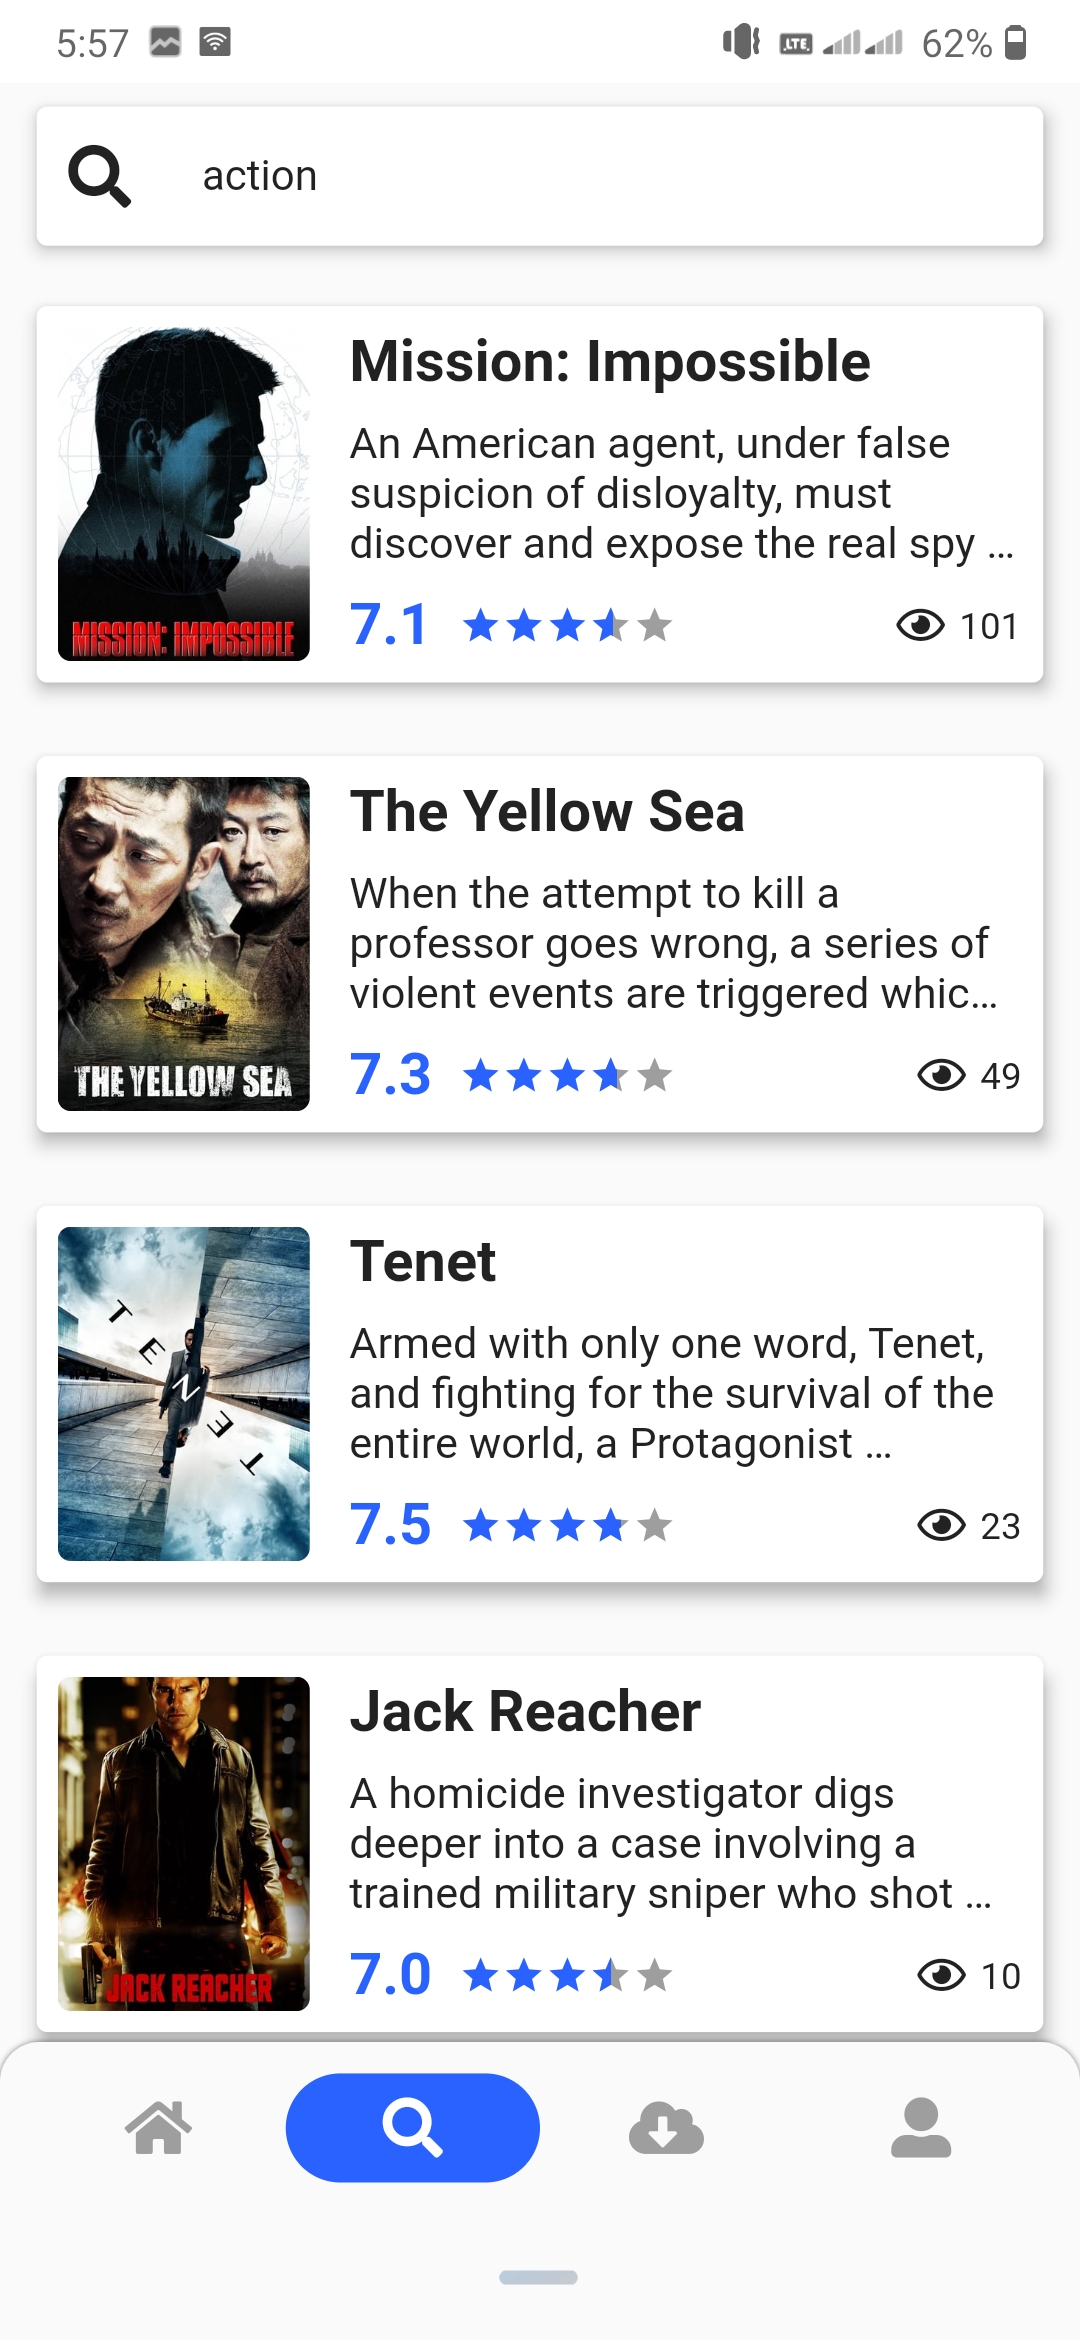 5:57 LTE 62%
action
Mission: Impossible
An American agent, under false
suspicion of disloyalty, must
discover and expose the real spy ...
7.1 101
MISSION: IMPOSSIBLE
The Yellow Sea
When the attempt to kill a
professor goes wrong, a series of
violent events are triggered whic...
7.3 49
THE YELLOW SEA
Tenet
Armed with only one word, Tenet,
and fighting for the survival of the
entire world, a Protagonist ...
7.5 23
TENET
Jack Reacher
A homicide investigator digs
deeper into a case involving a
trained military sniper who shot ...
7.0 10
JACK REACHER